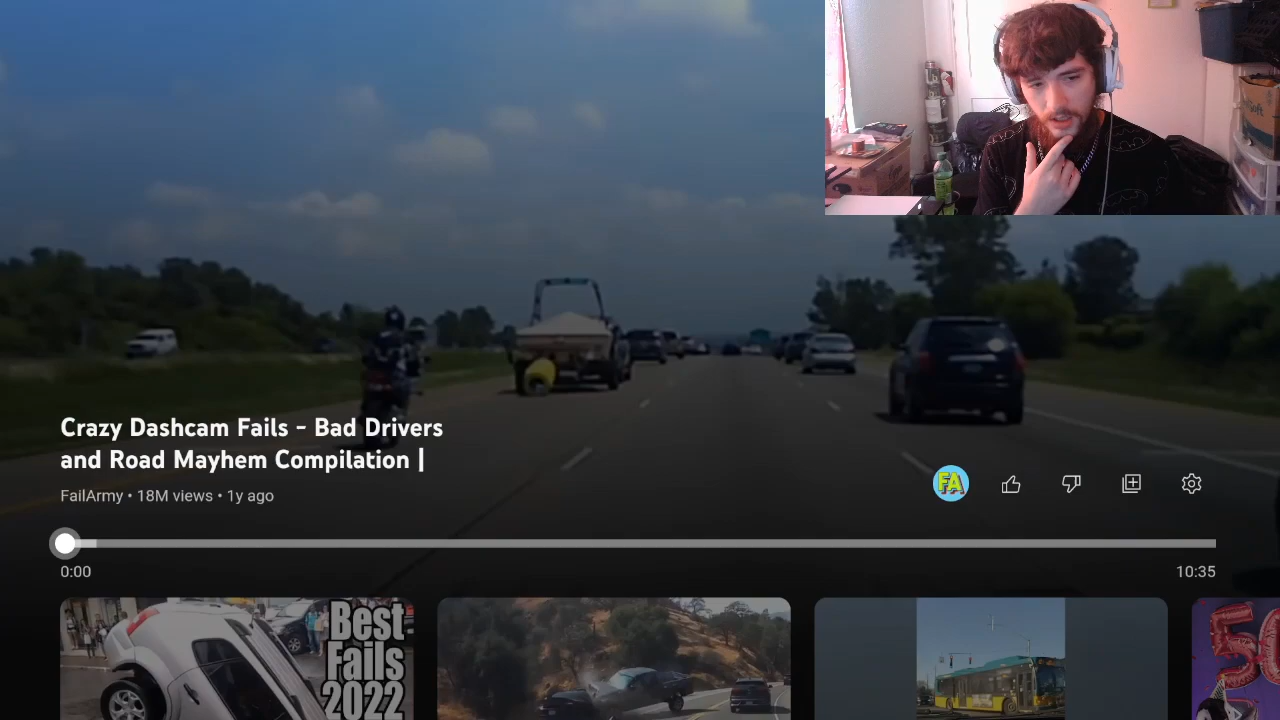 Crazy Dashcam Fails - Bad Drivers
and Road Mayhem Compilation |
FailArmy • 18M views • 1y ago
FA
0:00
10:35
Best
Fails
2022
50